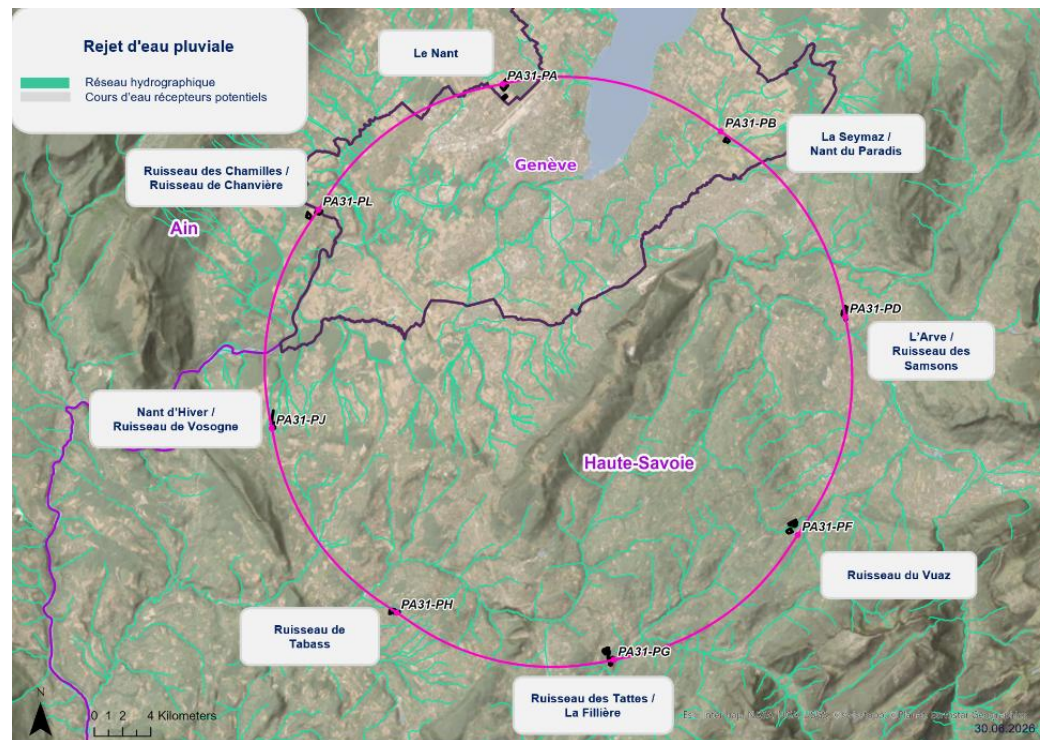 Rejet d'eau pluviale
Réseau hydrographique
Cours d'eau récepteurs potentiels
Le Nant
PA31-PA
PA31-PB
La Seymaz /
Nant du Paradis
Genève
Ruisseau des Chamilles /
Ruisseau de Chanvière
PA31-PL
Ain
PA31-PD
L'Arve /
Ruisseau des
Samsons
Nant d'Hiver /
Ruisseau de Vosogne
PA31-PJ
Haute-Savoie
PA31-PF
Ruisseau du Vuaz
PA31-PH
Ruisseau de
Tabass
PA31-PG
Ruisseau des Tattes /
La Fillière
N
0 1 2 4 Kilometers
30.06.2026